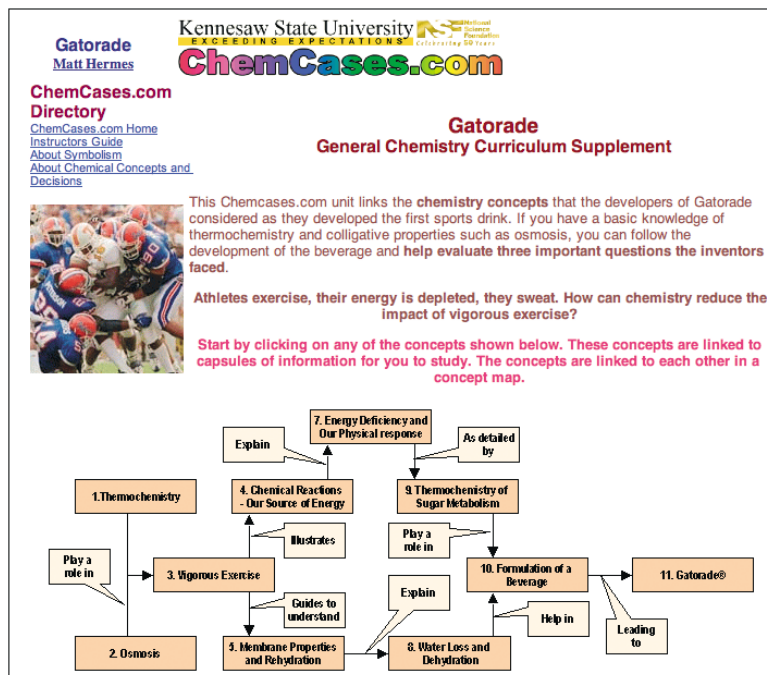 Kennesaw State University
EXCEEDING EXPECTATIONS
National
Science
Foundation
Celebrating 50 Years
ChemCases.com
Gatorade
Matt Hermes
ChemCases.com
Directory
ChemCases.com Home
Instructors Guide
About Symbolism
About Chemical Concepts and
Decisions
Gatorade
General Chemistry Curriculum Supplement
This Chemcases.com unit links the chemistry concepts that the developers of Gatorade
considered as they developed the first sports drink. If you have a basic knowledge of
thermochemistry and colligative properties such as osmosis, you can follow the
development of the beverage and help evaluate three important questions the inventors
faced.
Athletes exercise, their energy is depleted, they sweat. How can chemistry reduce the
impact of vigorous exercise?
Start by clicking on any of the concepts shown below. These concepts are linked to
capsules of information for you to study. The concepts are linked to each other in a
concept map.
7. Energy Deficiency and
Our Physical response
Explain
As detailed
by
1.Thermochemistry
4. Chemical Reactions
- Our Source of Energy
9. Thermochemistry of
Sugar Metabolism
Play a
role in
Illustrates
Play a
role in
3. Vigorous Exercise
10. Formulation of a
Beverage
11. Gatorade®
Guides to
understand
Explain
Help in
Leading
to
2. Osmosis
5. Membrane Properties
and Rehydration
8. Water Loss and
Dehydration